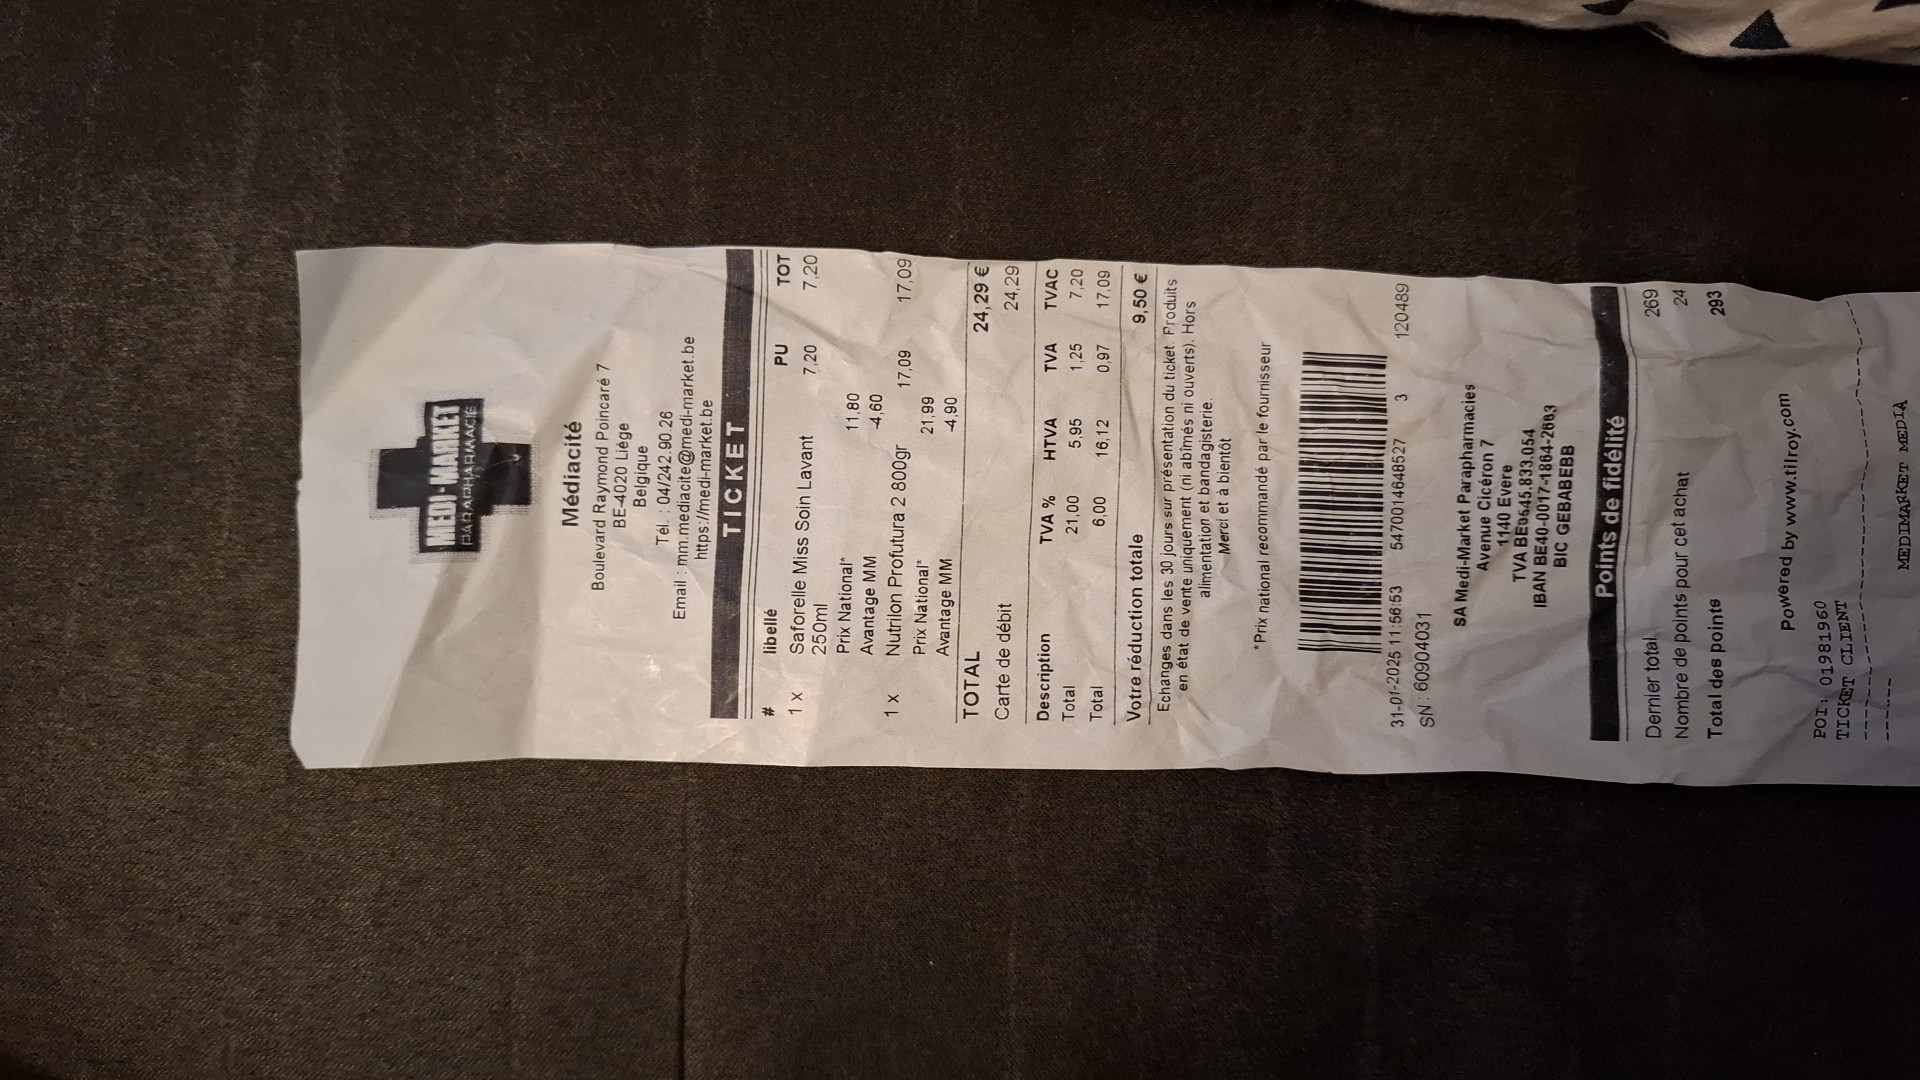 MEDI-MARKET
PARAPHARMACIE
Médiacité
Boulevard Raymond Poincaré 7
BE-4020 Liège
Belgique
Tél. : 04/242.90.26
Email : mm.mediacite@medi-market.be
https://medi-market.be
TICKET
# libellé PU TOT
1 x Saforelle Miss Soin Lavant 7,20 7,20
250ml
Prix National* 11,80
Avantage MM -4,60
1 x Nutrilon Profutura 2 800gr 17,09 17,09
Prix National* 21,99
Avantage MM -4,90
TOTAL 24,29 €
Carte de débit 24,29
Description TVA % HTVA TVA TVAC
Total 21,00 5,95 1,25 7,20
Total 6,00 16,12 0,97 17,09
Votre réduction totale 9,50 €
Echanges dans les 30 jours sur présentation du ticket. Produits
en état de vente uniquement (ni abimés ni ouverts). Hors
alimentation et bandagisterie.
Merci et à bientôt
*Prix national recommandé par le fournisseur
31-01-2025 11:56:53 5470014648527 3 120489
SN : 60904031
SA Medi-Market Parapharmacies
Avenue Cicéron 7
1140 Evere
TVA BE0645.833.054
IBAN BE40-0017-1864-2663
BIC GEBABEBB
Points de fidélité
Dernier total 269
Nombre de points pour cet achat 24
Total des points 293
Powered by www.tilroy.com
POI: 01981960
TICKET CLIENT
MEDIMARKET MEDIA